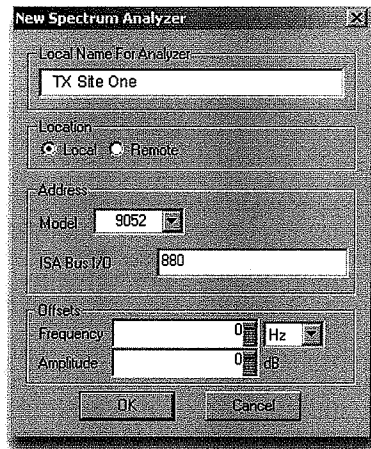 New Spectrum Analyzer
Local Name For Analyzer
TX Site One
Location
Local Remote
Address
Model 9052
ISA Bus I/O 880
Offsets
Frequency 0 Hz
Amplitude 0 dB
OK Cancel